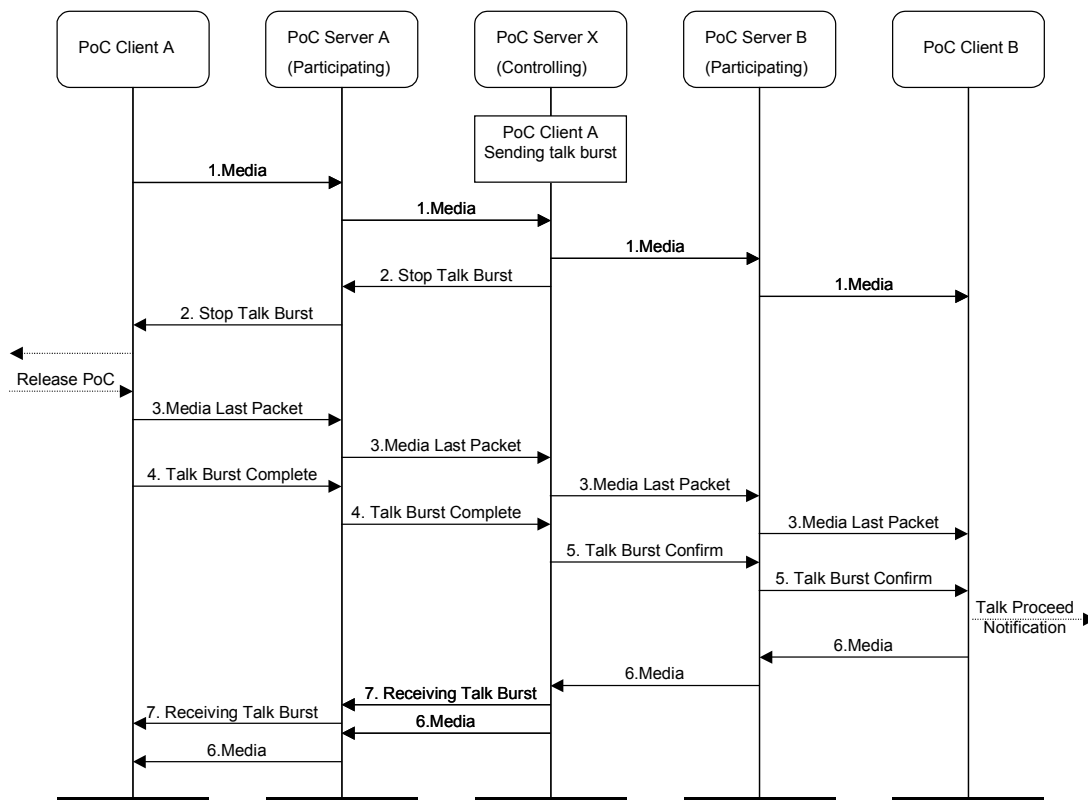 PoC Client A
PoC Server A
(Participating)
PoC Server X
(Controlling)
PoC Server B
(Participating)
PoC Client B
PoC Client A
Sending talk burst
1.Media
1.Media
1.Media
2. Stop Talk Burst
1.Media
2. Stop Talk Burst
Release PoC
3.Media Last Packet
3.Media Last Packet
4. Talk Burst Complete
3.Media Last Packet
4. Talk Burst Complete
3.Media Last Packet
5. Talk Burst Confirm
5. Talk Burst Confirm
Talk Proceed
Notification
6.Media
6.Media
7. Receiving Talk Burst
7. Receiving Talk Burst
6.Media
6.Media